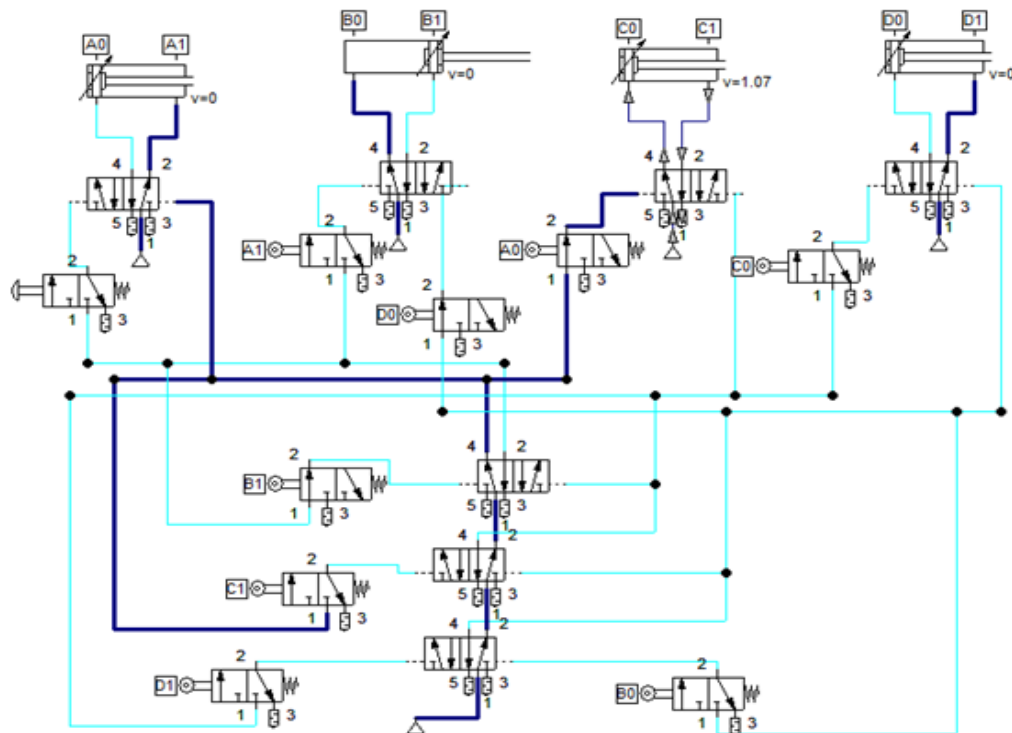 A0 A1 B0 B1 C0 C1 D0 D1
v=0 v=0 v=1.07 v=0
4 2 4 2 4 2 4 2
5 3 5 3 5 3 5 3
1 1 1 1
2 2 2 2
A1 A0 C0
1 3 1 3 1 3 1 3
2
D0
1 3
4 2
2
B1
1 3 5 3
1
4 2
2
C1
1 3 5 3
1
4 2
2 2
D1 B0
1 3 5 3 1 3
1